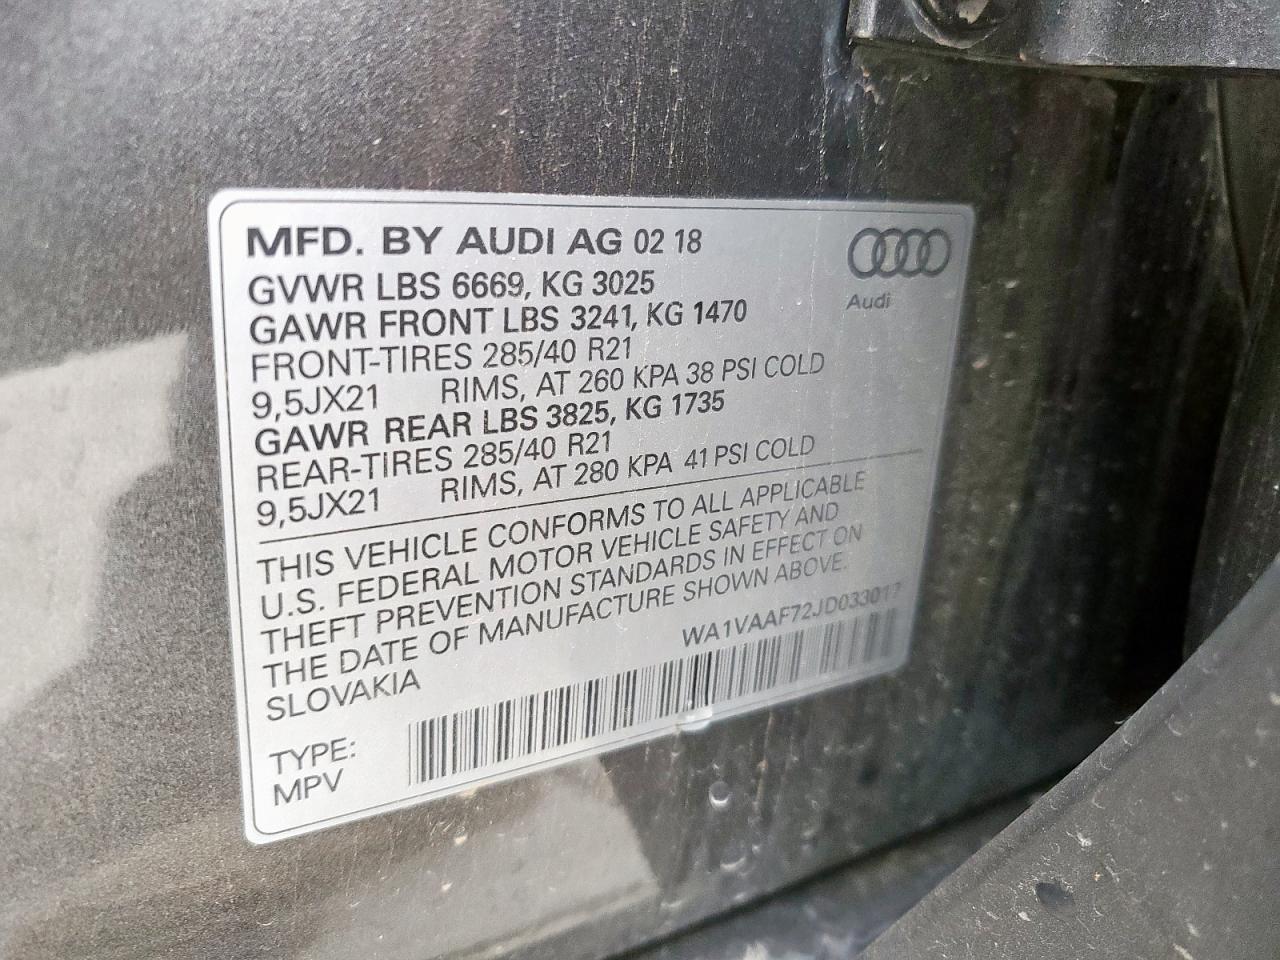 MFD. BY AUDI AG 02 18
GVWR LBS 6669, KG 3025
GAWR FRONT LBS 3241, KG 1470
FRONT-TIRES 285/40 R21
9,5JX21 RIMS, AT 260 KPA 38 PSI COLD
GAWR REAR LBS 3825, KG 1735
REAR-TIRES 285/40 R21
9,5JX21 RIMS, AT 280 KPA 41 PSI COLD
Audi
THIS VEHICLE CONFORMS TO ALL APPLICABLE
U.S. FEDERAL MOTOR VEHICLE SAFETY AND
THEFT PREVENTION STANDARDS IN EFFECT ON
THE DATE OF MANUFACTURE SHOWN ABOVE.
SLOVAKIA
WA1VAAF72JD033017
TYPE:
MPV